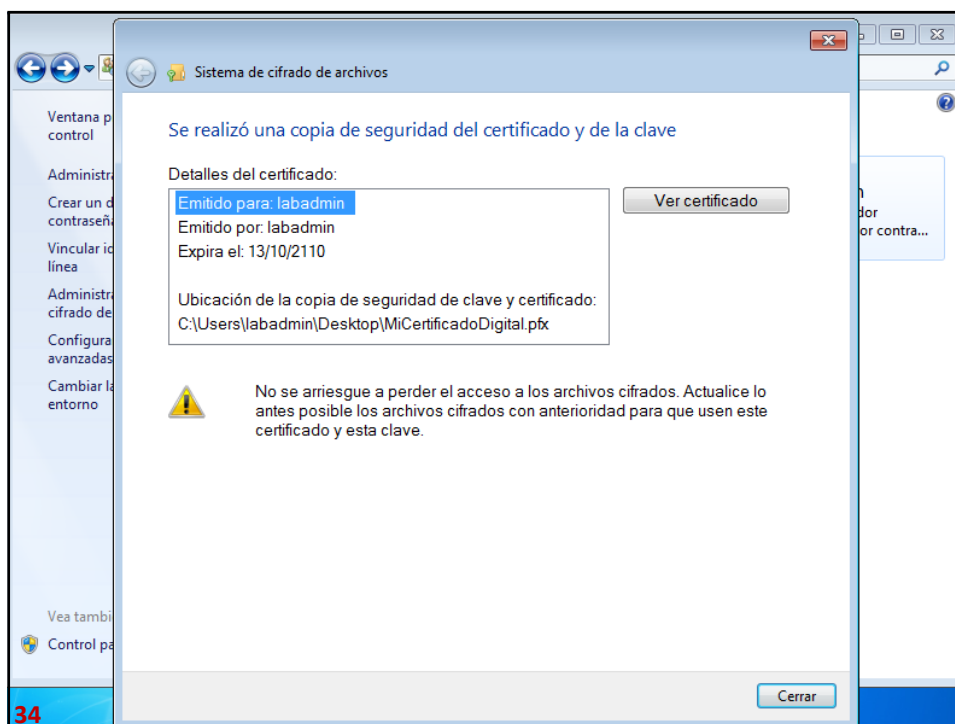 Sistema de cifrado de archivos
Ventana p
control
Administra
Crear un d
contraseña
Vincular id
línea
Administra
cifrado de
Configura
avanzadas
Cambiar la
entorno
Vea tambi
Control pa
Se realizó una copia de seguridad del certificado y de la clave
Detalles del certificado:
Emitido para: labadmin
Emitido por: labadmin
Expira el: 13/10/2110
Ubicación de la copia de seguridad de clave y certificado:
C:\Users\labadmin\Desktop\MiCertificadoDigital.pfx
Ver certificado
dor
or contra...
No se arriesgue a perder el acceso a los archivos cifrados. Actualice lo
antes posible los archivos cifrados con anterioridad para que usen este
certificado y esta clave.
Cerrar
34